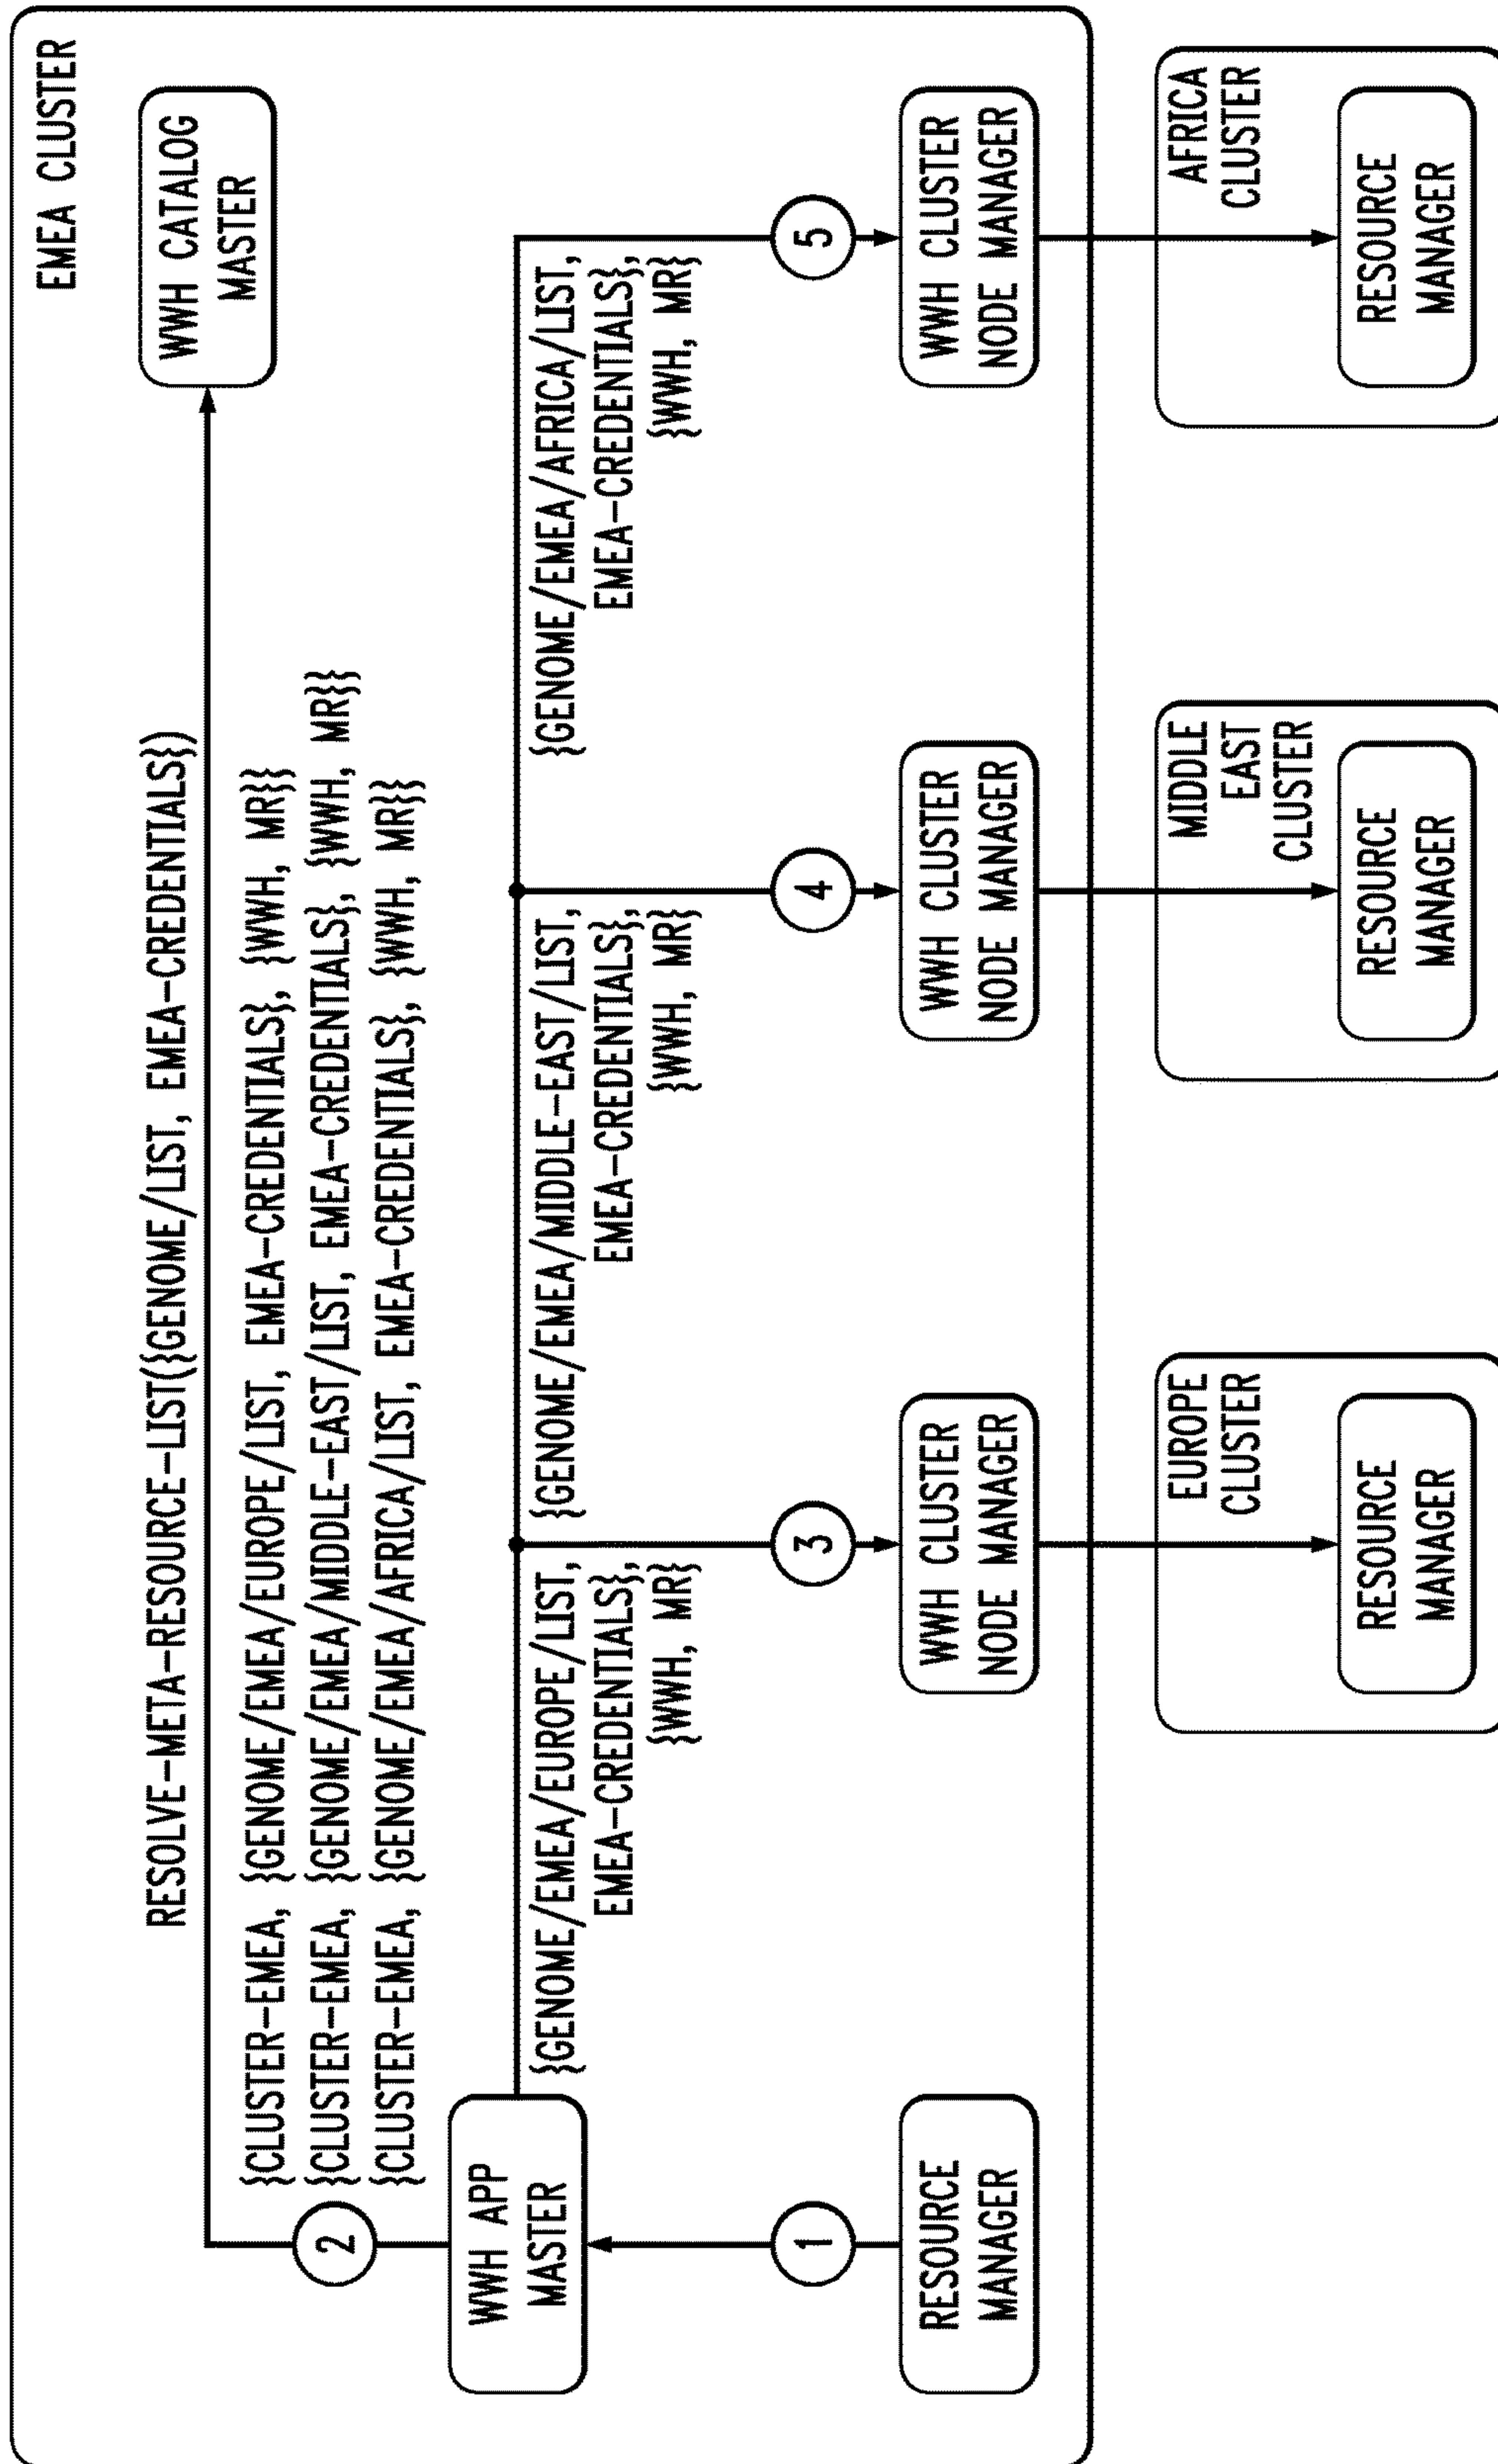 EMEA CLUSTER
RESOLVE-META-RESOURCE-LIST({GENOME/LIST, EMEA-CREDENTIALS})
WWH CATALOG
MASTER
2
{CLUSTER-EMEA, {GENOME/EMEA/EUROPE/LIST, EMEA-CREDENTIALS}, {WWH, MR}}
{CLUSTER-EMEA, {GENOME/EMEA/MIDDLE-EAST/LIST, EMEA-CREDENTIALS}, {WWH, MR}}
{CLUSTER-EMEA, {GENOME/EMEA/AFRICA/LIST, EMEA-CREDENTIALS}, {WWH, MR}}
WWH APP
MASTER
{GENOME/EMEA/EUROPE/LIST,
EMEA-CREDENTIALS},
{WWH, MR}
{GENOME/EMEA/MIDDLE-EAST/LIST,
EMEA-CREDENTIALS},
{WWH, MR}
{GENOME/EMEA/AFRICA/LIST,
EMEA-CREDENTIALS},
{WWH, MR}
1
3
4
5
RESOURCE
MANAGER
WWH CLUSTER
NODE MANAGER
WWH CLUSTER
NODE MANAGER
WWH CLUSTER
NODE MANAGER
EUROPE
CLUSTER
MIDDLE
EAST
CLUSTER
AFRICA
CLUSTER
RESOURCE
MANAGER
RESOURCE
MANAGER
RESOURCE
MANAGER